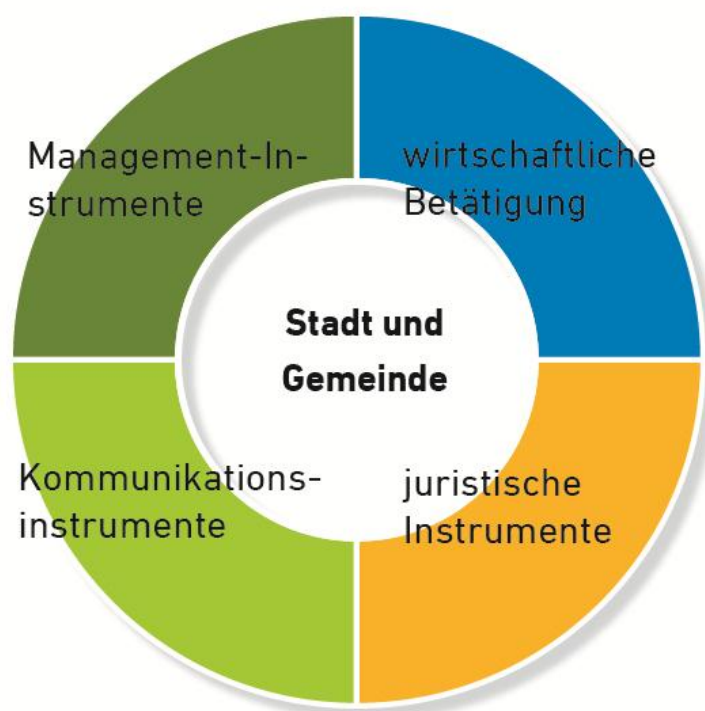 Management-In-
strumente
wirtschaftliche
Betätigung
Stadt und
Gemeinde
Kommunikations-
instrumente
juristische
Instrumente